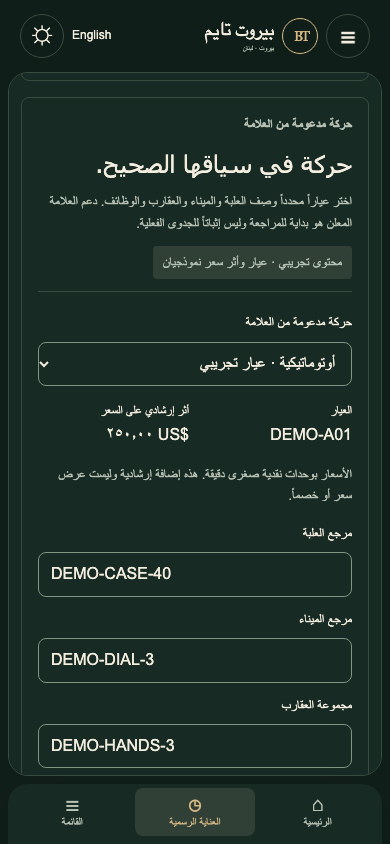 بيروت تايم
بيروت · لبنان
BT
English
حركة مدعومة من العلامة
حركة في سياقها الصحيح.
اختر عياراً محدداً وصف العلبة والميناء والعقارب والوظائف. دعم العلامة
المعلن هو بداية للمراجعة وليس إثباتاً للجدوى الفعلية.
محتوى تجريبي · عيار وأثر سعر نموذجيان
حركة مدعومة من العلامة
أوتوماتيكية · عيار تجريبي
العيار
DEMO-A01
أثر إرشادي على السعر
٢٥٠٫٠٠ US$
الأسعار بوحدات نقدية صغرى دقيقة. هذه إضافة إرشادية وليست عرض
سعر أو خصماً.
مرجع العلبة
DEMO-CASE-40
مرجع الميناء
DEMO-DIAL-3
مجموعة العقارب
DEMO-HANDS-3
الرئيسية
العناية الرسمية
القائمة